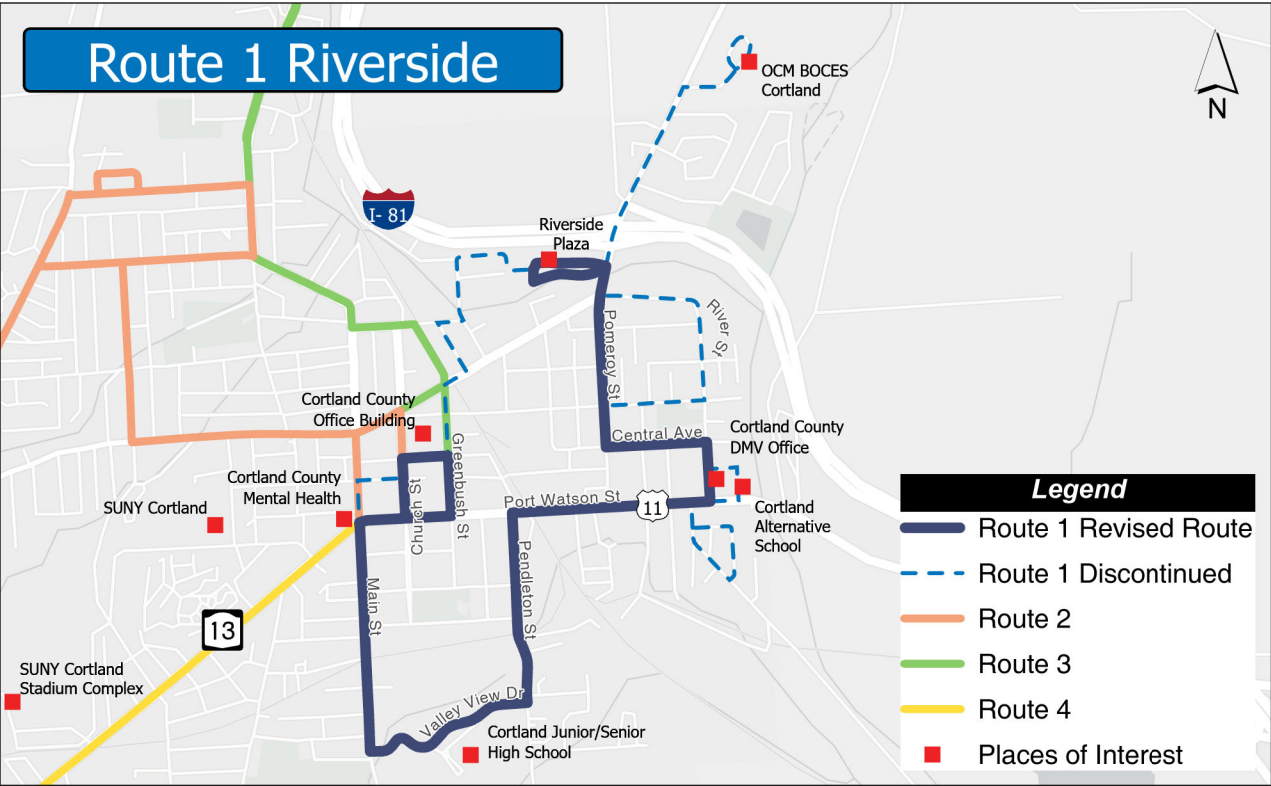 Route 1 Riverside
OCM BOCES
Cortland
N
I- 81
Riverside
Plaza
River St
Pomeroy St
Cortland County
Office Building
Central Ave
Cortland County
DMV Office
Greenbush St
Cortland County
Mental Health
Church St
Port Watson St
11
SUNY Cortland
Cortland
Alternative
School
Main St
Pendleton St
13
SUNY Cortland
Stadium Complex
Valley View Dr
Cortland Junior/Senior
High School
Legend
Route 1 Revised Route
Route 1 Discontinued
Route 2
Route 3
Route 4
Places of Interest